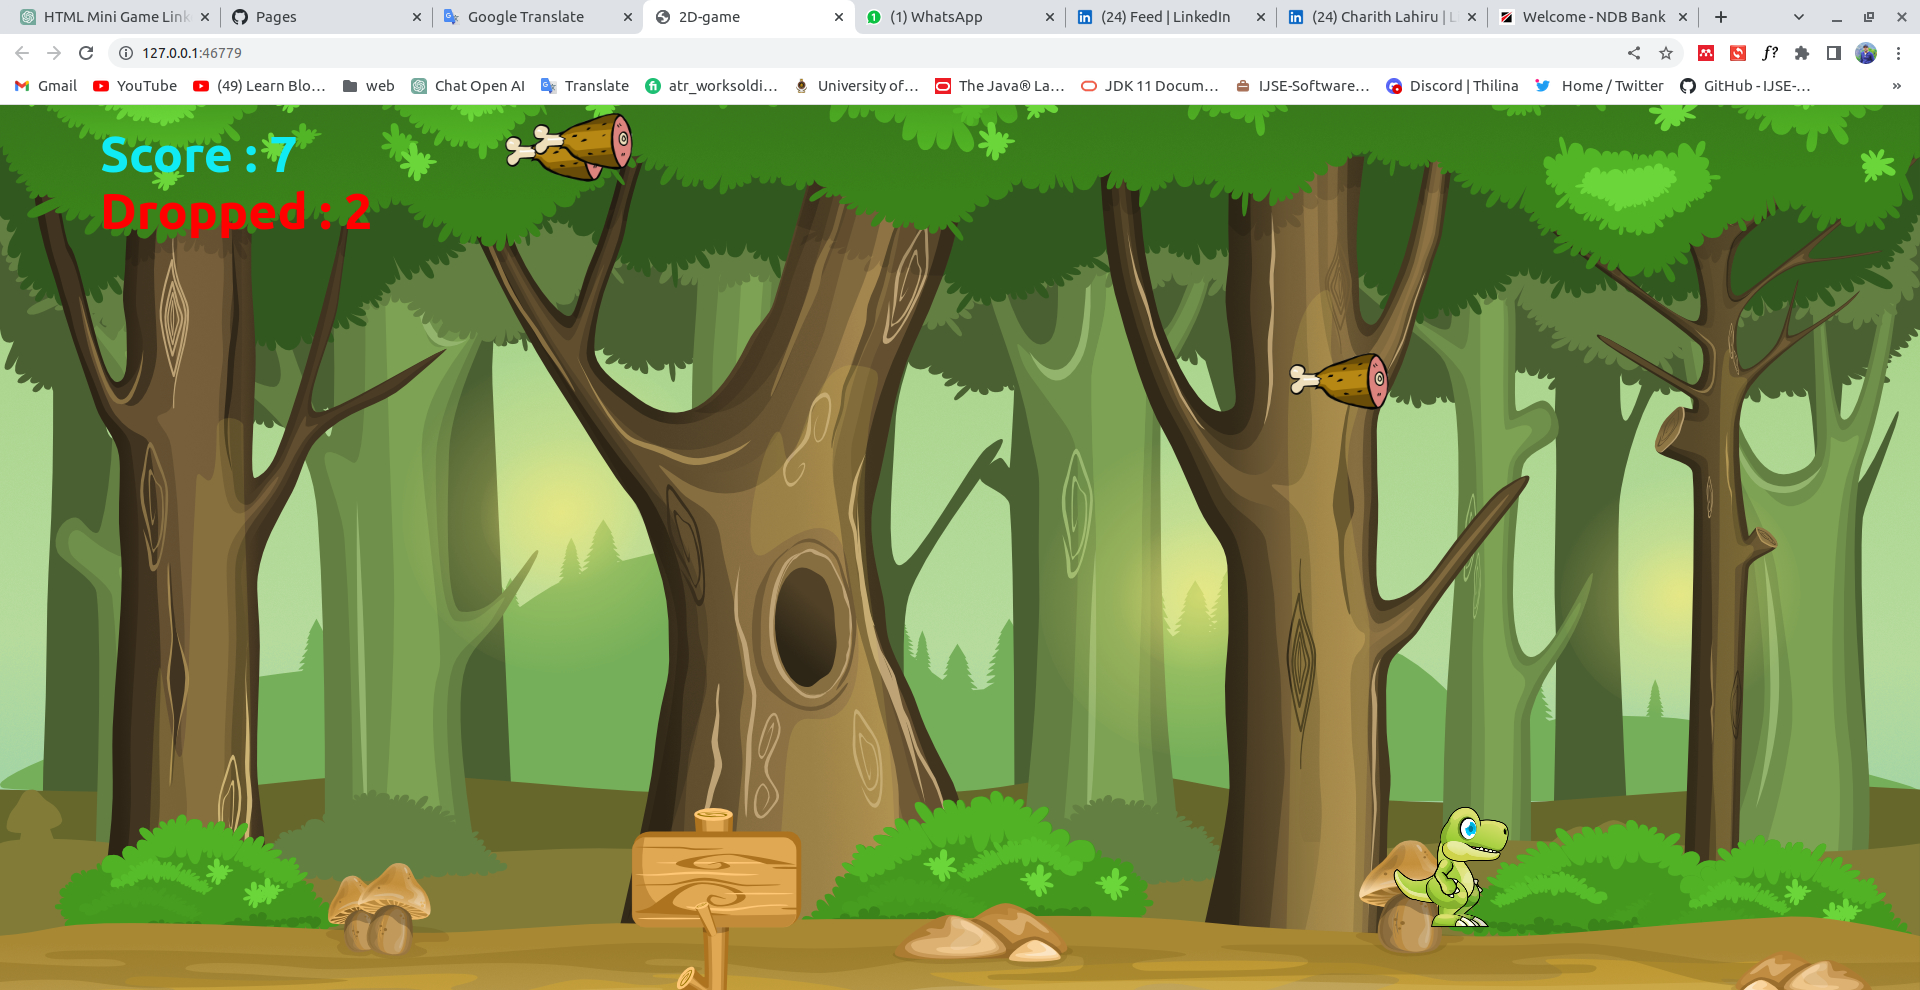 HTML Mini Game Link
Pages
Google Translate
2D-game
(1) WhatsApp
(24) Feed | LinkedIn
(24) Charith Lahiru | L
Welcome - NDB Bank
127.0.0.1:46779
f?
Gmail
YouTube
(49) Learn Blo...
web
Chat Open AI
Translate
atr_worksoldi...
University of...
The Java® La...
JDK 11 Docum...
IJSE-Software...
Discord | Thilina
Home / Twitter
GitHub - IJSE-...
»
Score : 7
Dropped : 2